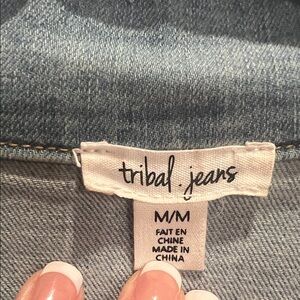 tribal.jeans
M/M
FAIT EN
CHINE
MADE IN
CHINA